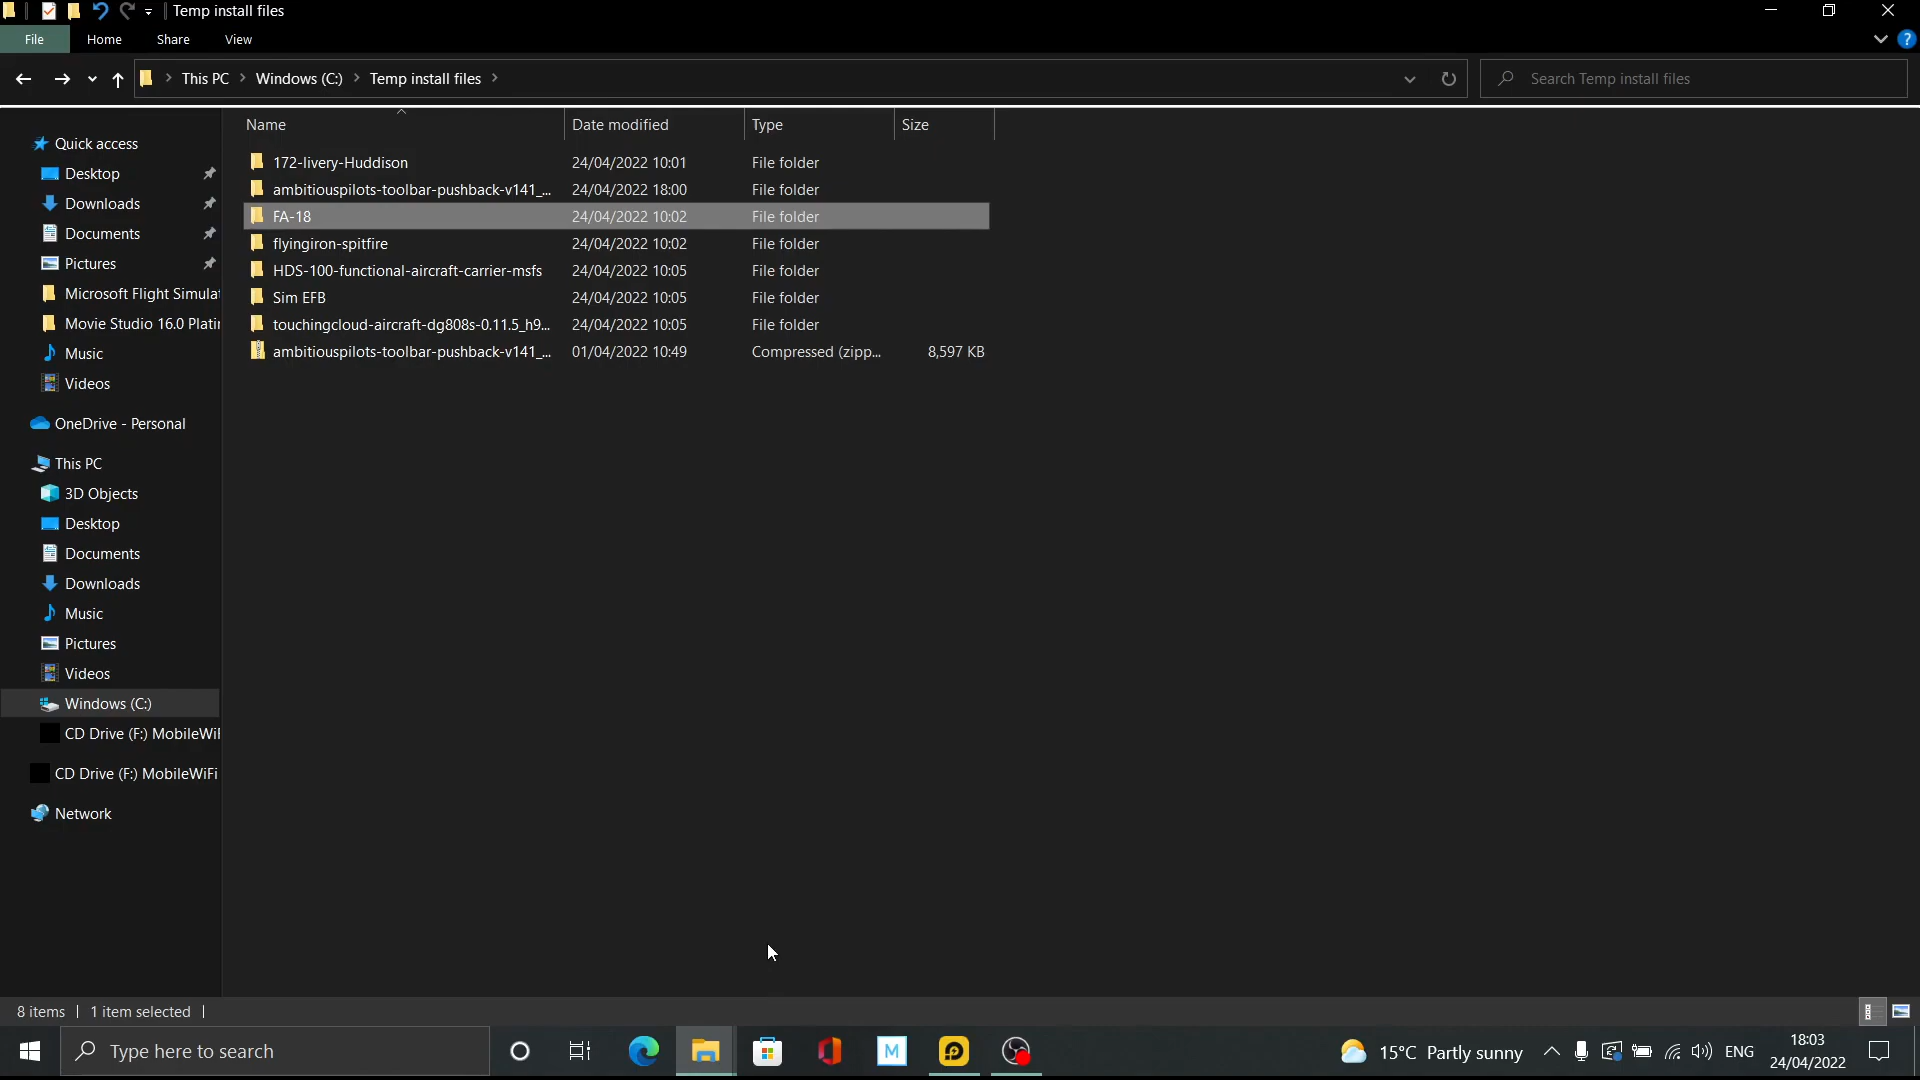 Temp install files
File Home Share View
This PC Windows (C:) Temp install files
Search Temp install files
Name Date modified Type Size
172-livery-Huddison 24/04/2022 10:01 File folder
ambitiouspilots-toolbar-pushback-v141_... 24/04/2022 18:00 File folder
FA-18 24/04/2022 10:02 File folder
flyingiron-spitfire 24/04/2022 10:02 File folder
HDS-100-functional-aircraft-carrier-msfs 24/04/2022 10:05 File folder
Sim EFB 24/04/2022 10:05 File folder
touchingcloud-aircraft-dg808s-0.11.5_h9... 24/04/2022 10:05 File folder
ambitiouspilots-toolbar-pushback-v141_... 01/04/2022 10:49 Compressed (zipp... 8,597 KB
Quick access
Desktop
Downloads
Documents
Pictures
Microsoft Flight Simula
Movie Studio 16.0 Plati
Music
Videos
OneDrive - Personal
This PC
3D Objects
Desktop
Documents
Downloads
Music
Pictures
Videos
Windows (C:)
CD Drive (F:) MobileWiF
CD Drive (F:) MobileWiFi
Network
8 items 1 item selected
Type here to search
M
15°C Partly sunny
ENG
18:03
24/04/2022